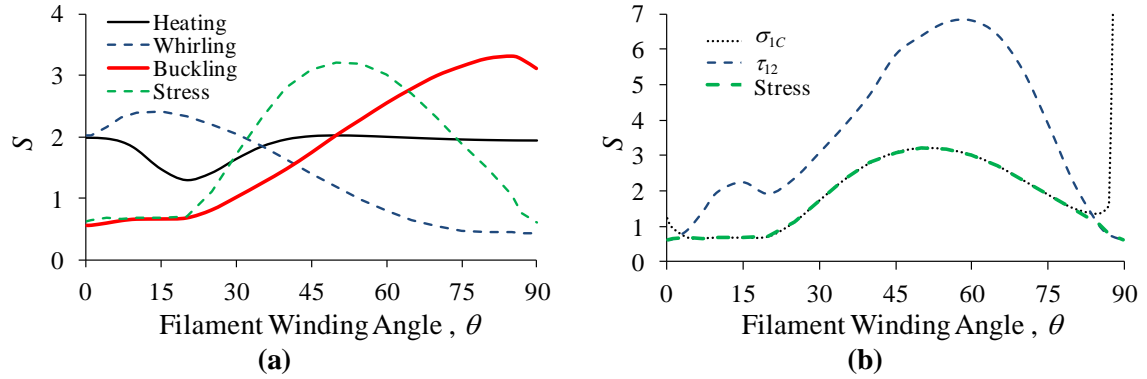 4
3
2
1
0
S
Heating
Whirling
Buckling
Stress
0 15 30 45 60 75 90
Filament Winding Angle , θ
(a)
7
6
5
4
3
2
1
0
S
σ1C
τ12
Stress
0 15 30 45 60 75 90
Filament Winding Angle , θ
(b)